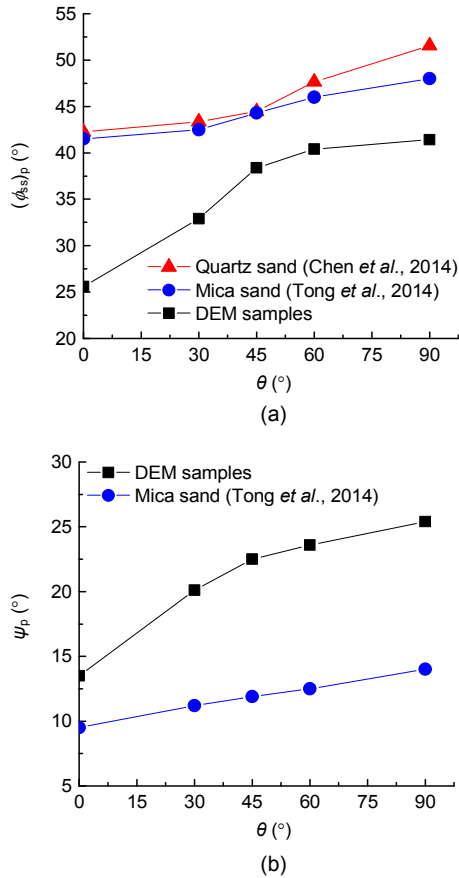 55
50
45
40
35
30
25
20
(ϕss)p (°)
Quartz sand (Chen et al., 2014)
Mica sand (Tong et al., 2014)
DEM samples
0 15 30 45 60 75 90
θ (°)
(a)
30
25
20
15
10
5
ψp (°)
DEM samples
Mica sand (Tong et al., 2014)
0 15 30 45 60 75 90
θ (°)
(b)